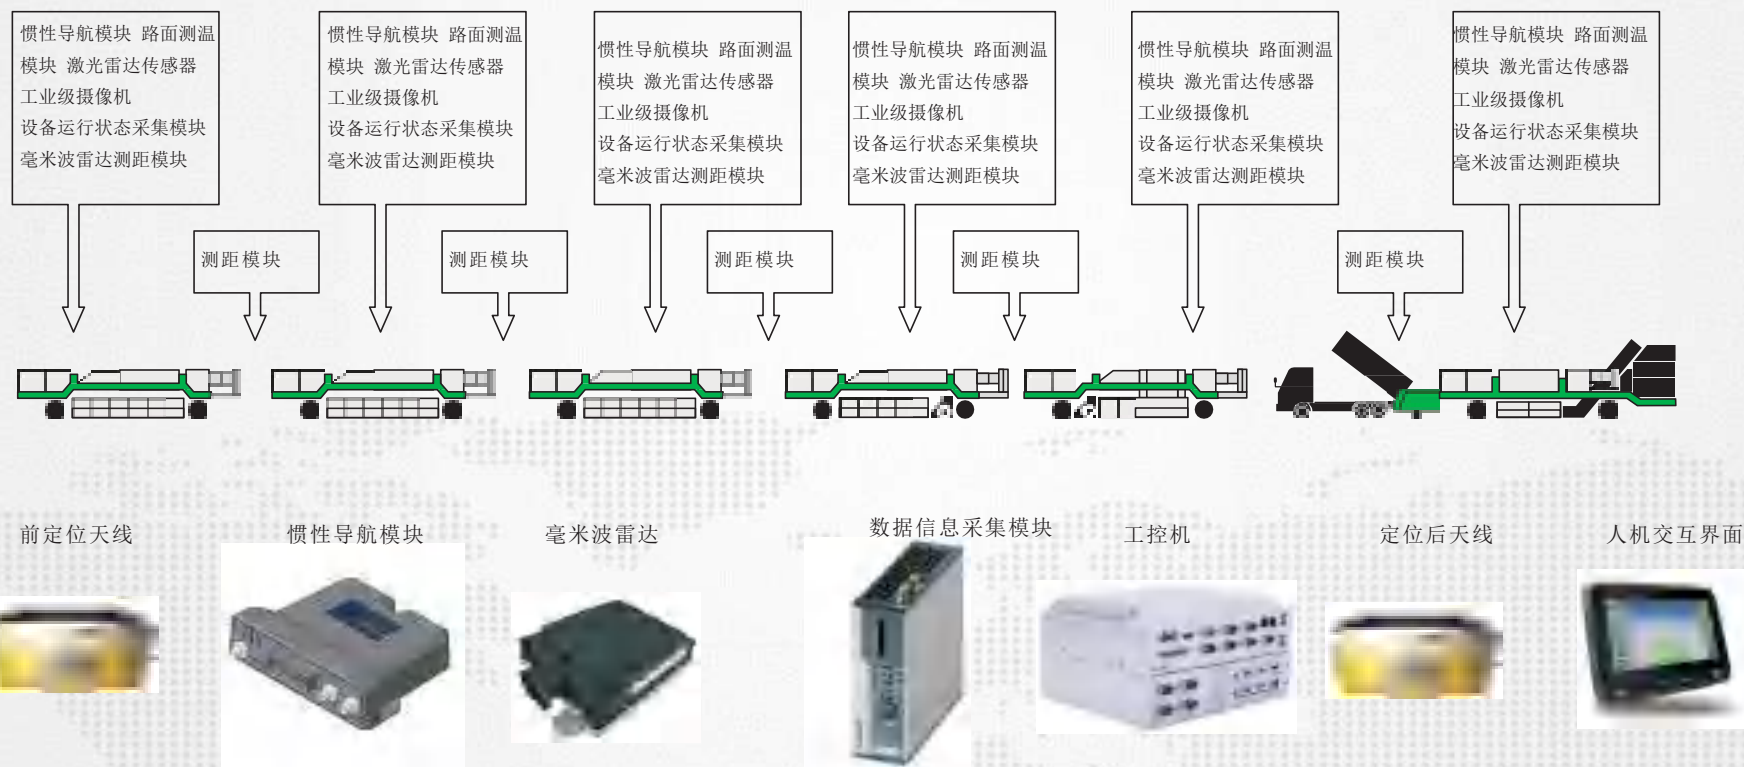 惯性导航模块 路面测温
模块 激光雷达传感器
工业级摄像机
设备运行状态采集模块
毫米波雷达测距模块
惯性导航模块 路面测温
模块 激光雷达传感器
工业级摄像机
设备运行状态采集模块
毫米波雷达测距模块
惯性导航模块 路面测温
模块 激光雷达传感器
工业级摄像机
设备运行状态采集模块
毫米波雷达测距模块
惯性导航模块 路面测温
模块 激光雷达传感器
工业级摄像机
设备运行状态采集模块
毫米波雷达测距模块
惯性导航模块 路面测温
模块 激光雷达传感器
工业级摄像机
设备运行状态采集模块
毫米波雷达测距模块
惯性导航模块 路面测温
模块 激光雷达传感器
工业级摄像机
设备运行状态采集模块
毫米波雷达测距模块
测距模块
测距模块
测距模块
测距模块
测距模块
前定位天线
惯性导航模块
毫米波雷达
数据信息采集模块
工控机
定位后天线
人机交互界面